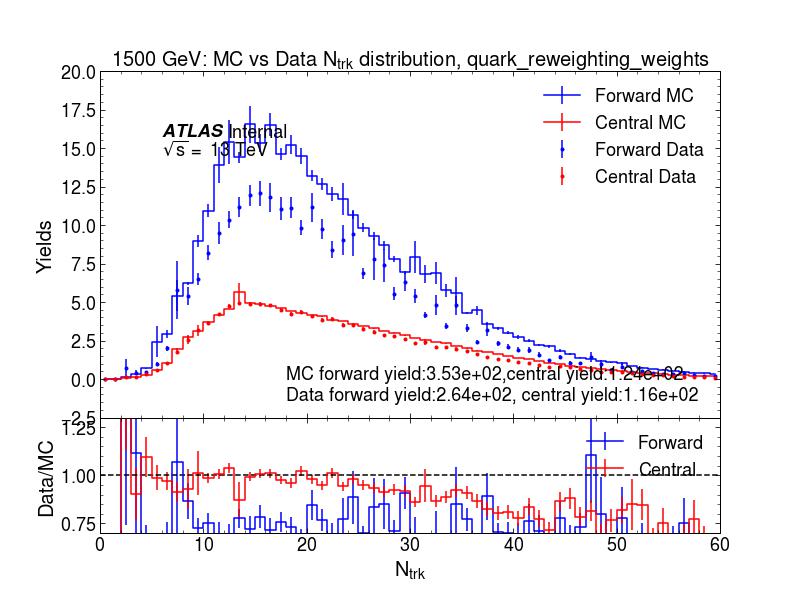 1500 GeV: MC vs Data Ntrk distribution, quark_reweighting_weights
20.0
17.5
15.0
12.5
10.0
7.5
5.0
2.5
0.0
2.5
Yields
ATLAS Internal
√s = 13 TeV
Forward MC
Central MC
Forward Data
Central Data
MC forward yield:3.53e+02,central yield:1.24e+02
Data forward yield:2.64e+02, central yield:1.16e+02
1.25
1.00
0.75
Data/MC
Forward
Central
0 10 20 30 40 50 60
Ntrk